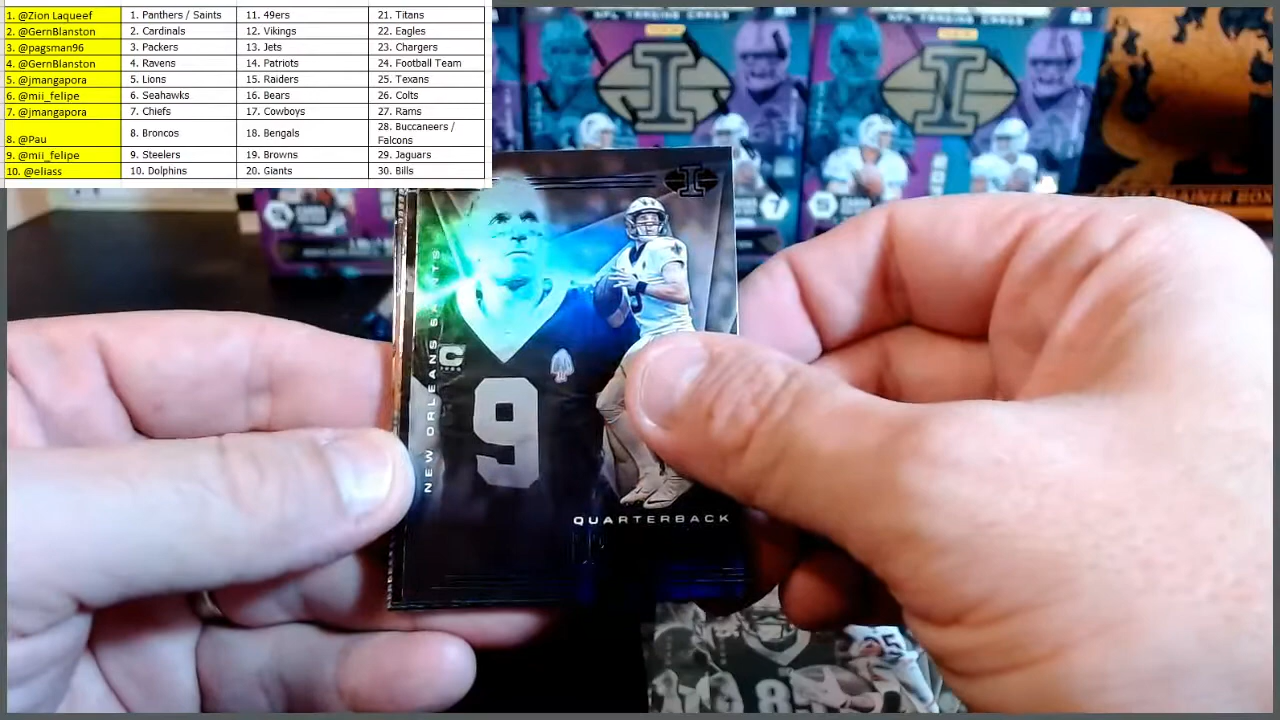 1. @Zion Laqueef 1. Panthers / Saints 11. 49ers 21. Titans
2. @GernBlanston 2. Cardinals 12. Vikings 22. Eagles
3. @pagsman96 3. Packers 13. Jets 23. Chargers
4. @GernBlanston 4. Ravens 14. Patriots 24. Football Team
5. @jmangapora 5. Lions 15. Raiders 25. Texans
6. @mii_felipe 6. Seahawks 16. Bears 26. Colts
7. @jmangapora 7. Chiefs 17. Cowboys 27. Rams
8. @Pau 8. Broncos 18. Bengals 28. Buccaneers / Falcons
9. @mii_felipe 9. Steelers 19. Browns 29. Jaguars
10. @eliass 10. Dolphins 20. Giants 30. Bills
NFL TRADING CARDS
I
I
I
NEW ORLEANS SAINTS
C
9
9
QUARTERBACK